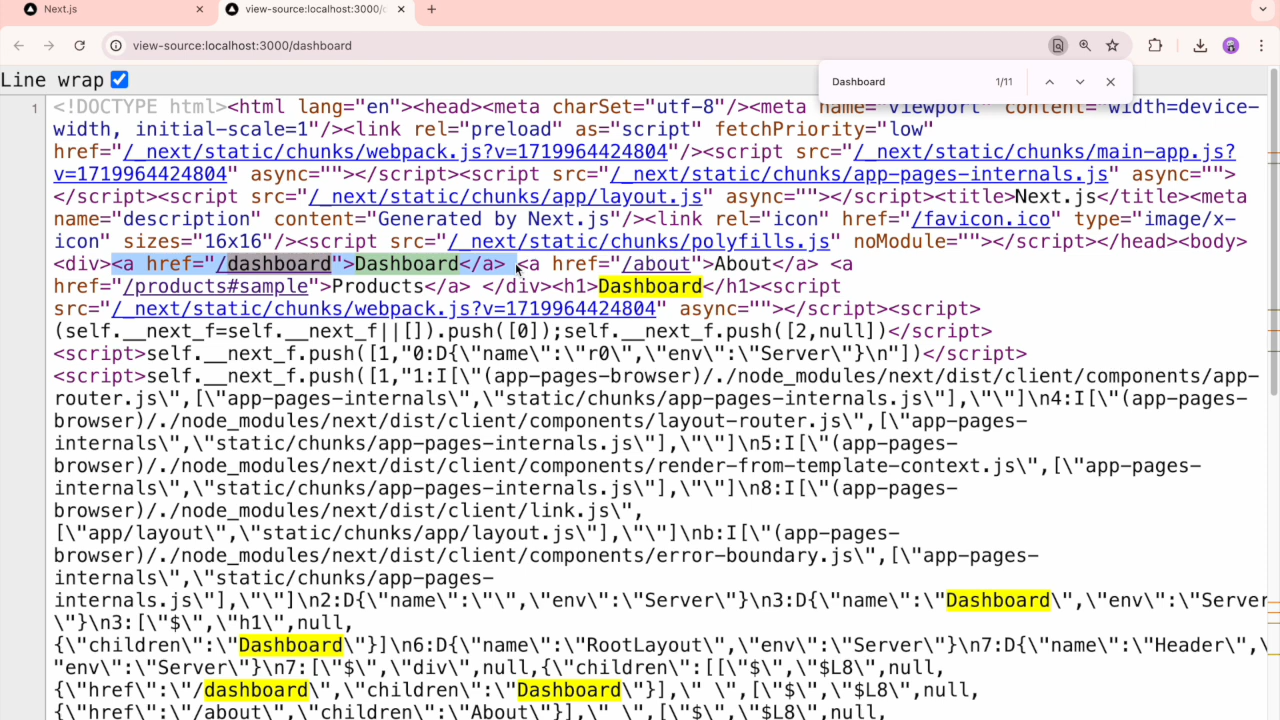 Next.js
view-source:localhost:3000/c
view-source:localhost:3000/dashboard
Dashboard 1/11
Line wrap
1
<!DOCTYPE html><html lang="en"><head><meta charSet="utf-8"/><meta name="viewport" content="width=device-
width, initial-scale=1"/><link rel="preload" as="script" fetchPriority="low"
href="/_next/static/chunks/webpack.js?v=1719964424804"/><script src="/_next/static/chunks/main-app.js?
v=1719964424804" async=""></script><script src="/_next/static/chunks/app-pages-internals.js" async="">
</script><script src="/_next/static/chunks/app/layout.js" async=""></script><title>Next.js</title><meta
name="description" content="Generated by Next.js"/><link rel="icon" href="/favicon.ico" type="image/x-
icon" sizes="16x16"/><script src="/_next/static/chunks/polyfills.js" noModule=""></script></head><body>
<div><a href="/dashboard">Dashboard</a> <a href="/about">About</a> <a
href="/products#sample">Products</a> </div><h1>Dashboard</h1><script
src="/_next/static/chunks/webpack.js?v=1719964424804" async=""></script><script>
(self.__next_f=self.__next_f||[]).push([0]);self.__next_f.push([2,null])</script>
<script>self.__next_f.push([1,"0:D{\"name\":\"r0\",\"env\":\"Server\"}\n"])</script>
<script>self.__next_f.push([1,"1:I[\"(app-pages-browser)/./node_modules/next/dist/client/components/app-
router.js\",[\"app-pages-internals\",\"static/chunks/app-pages-internals.js\"],\"\"]\n4:I[\"(app-pages-
browser)/./node_modules/next/dist/client/components/layout-router.js\",[\"app-pages-
internals\",\"static/chunks/app-pages-internals.js\"],\"\"]\n5:I[\"(app-pages-
browser)/./node_modules/next/dist/client/components/render-from-template-context.js\",[\"app-pages-
internals\",\"static/chunks/app-pages-internals.js\"],\"\"]\n8:I[\"(app-pages-
browser)/./node_modules/next/dist/client/link.js\",
[\"app/layout\",\"static/chunks/app/layout.js\"],\"\"]\nb:I[\"(app-pages-
browser)/./node_modules/next/dist/client/components/error-boundary.js\",[\"app-pages-
internals\",\"static/chunks/app-pages-
internals.js\"],\"\"]\n2:D{\"name\":\"\",\"env\":\"Server\"}\n3:D{\"name\":\"Dashboard\",\"env\":\"Server
\"}\n3:[\"$\",\"h1\",null,
{\"children\":\"Dashboard\"}]\n6:D{\"name\":\"RootLayout\",\"env\":\"Server\"}\n7:D{\"name\":\"Header\",\
"env\":\"Server\"}\n7:[\"$\",\"div\",null,{\"children\":[[\"$\",\"$L8\",null,
{\"href\":\"/dashboard\",\"children\":\"Dashboard\"}],\" \",[\"$\",\"$L8\",null,
{\"href\":\"/about\",\"children\":\"About\"}],\" \",[\"$\",\"$L8\",null,